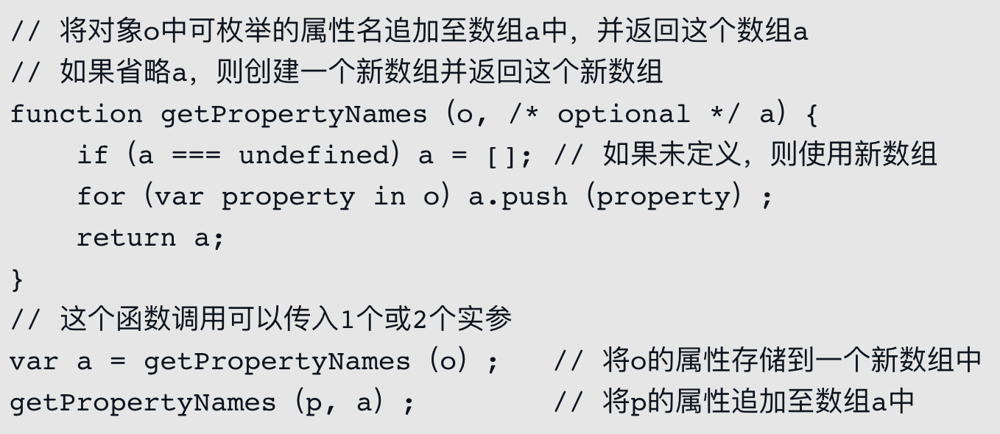 // 将对象o中可枚举的属性名追加至数组a中，并返回这个数组a
// 如果省略a，则创建一个新数组并返回这个新数组
function getPropertyNames (o, /* optional */ a) {
    if (a === undefined) a = []; // 如果未定义，则使用新数组
    for (var property in o) a.push (property) ;
    return a;
}
// 这个函数调用可以传入1个或2个实参
var a = getPropertyNames (o) ;   // 将o的属性存储到一个新数组中
getPropertyNames (p, a) ;        // 将p的属性追加至数组a中